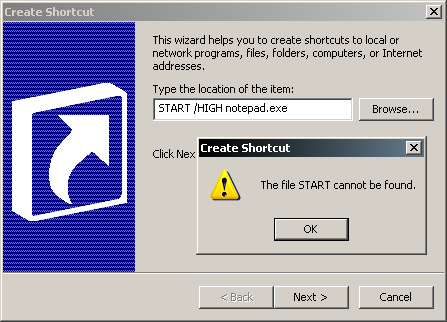 Create Shortcut
This wizard helps you to create shortcuts to local or
network programs, files, folders, computers, or Internet
addresses.
Type the location of the item:
START /HIGH notepad.exe
Browse...
Click Nex
Create Shortcut
The file START cannot be found.
OK
< Back
Next >
Cancel